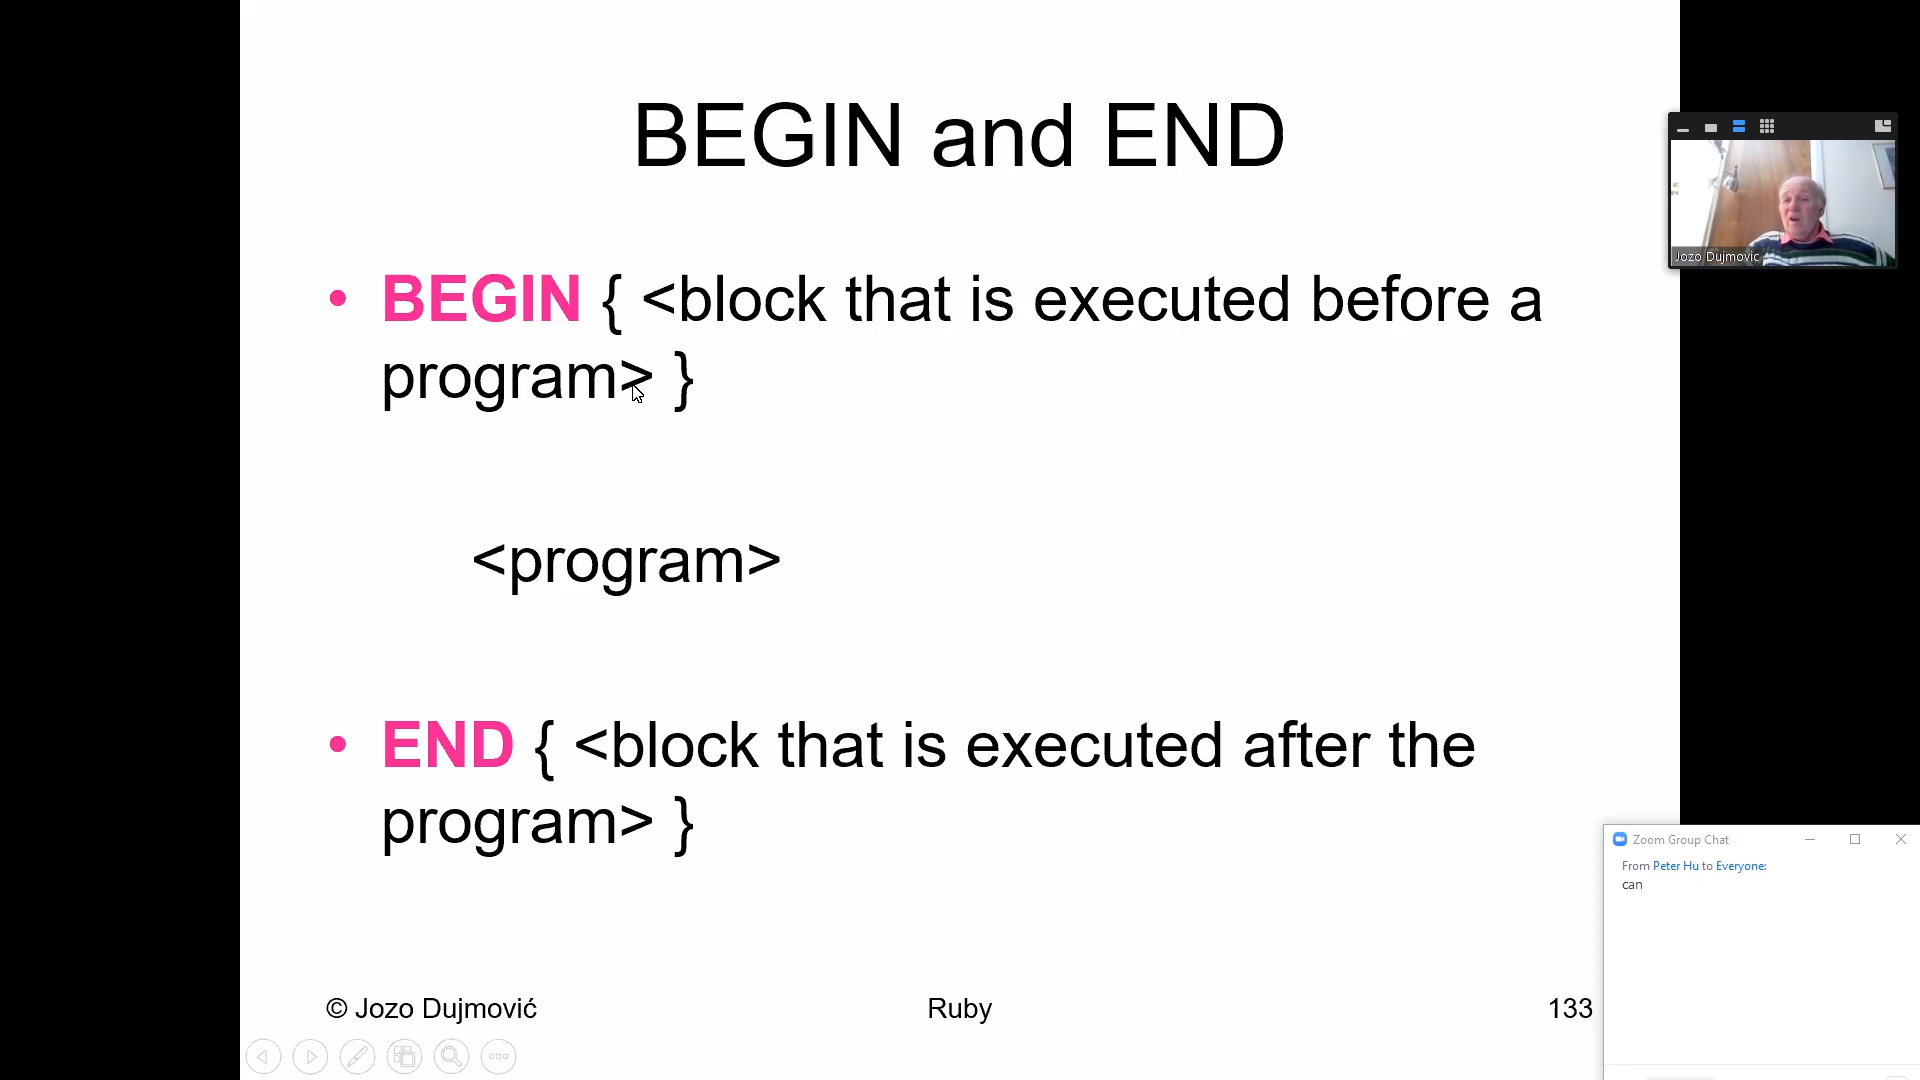 BEGIN and END
• BEGIN { <block that is executed before a
program> }
<program>
• END { <block that is executed after the
program> }
© Jozo Dujmović
Ruby
133
Jozo Dujmovic
Zoom Group Chat
From Peter Hu to Everyone:
can